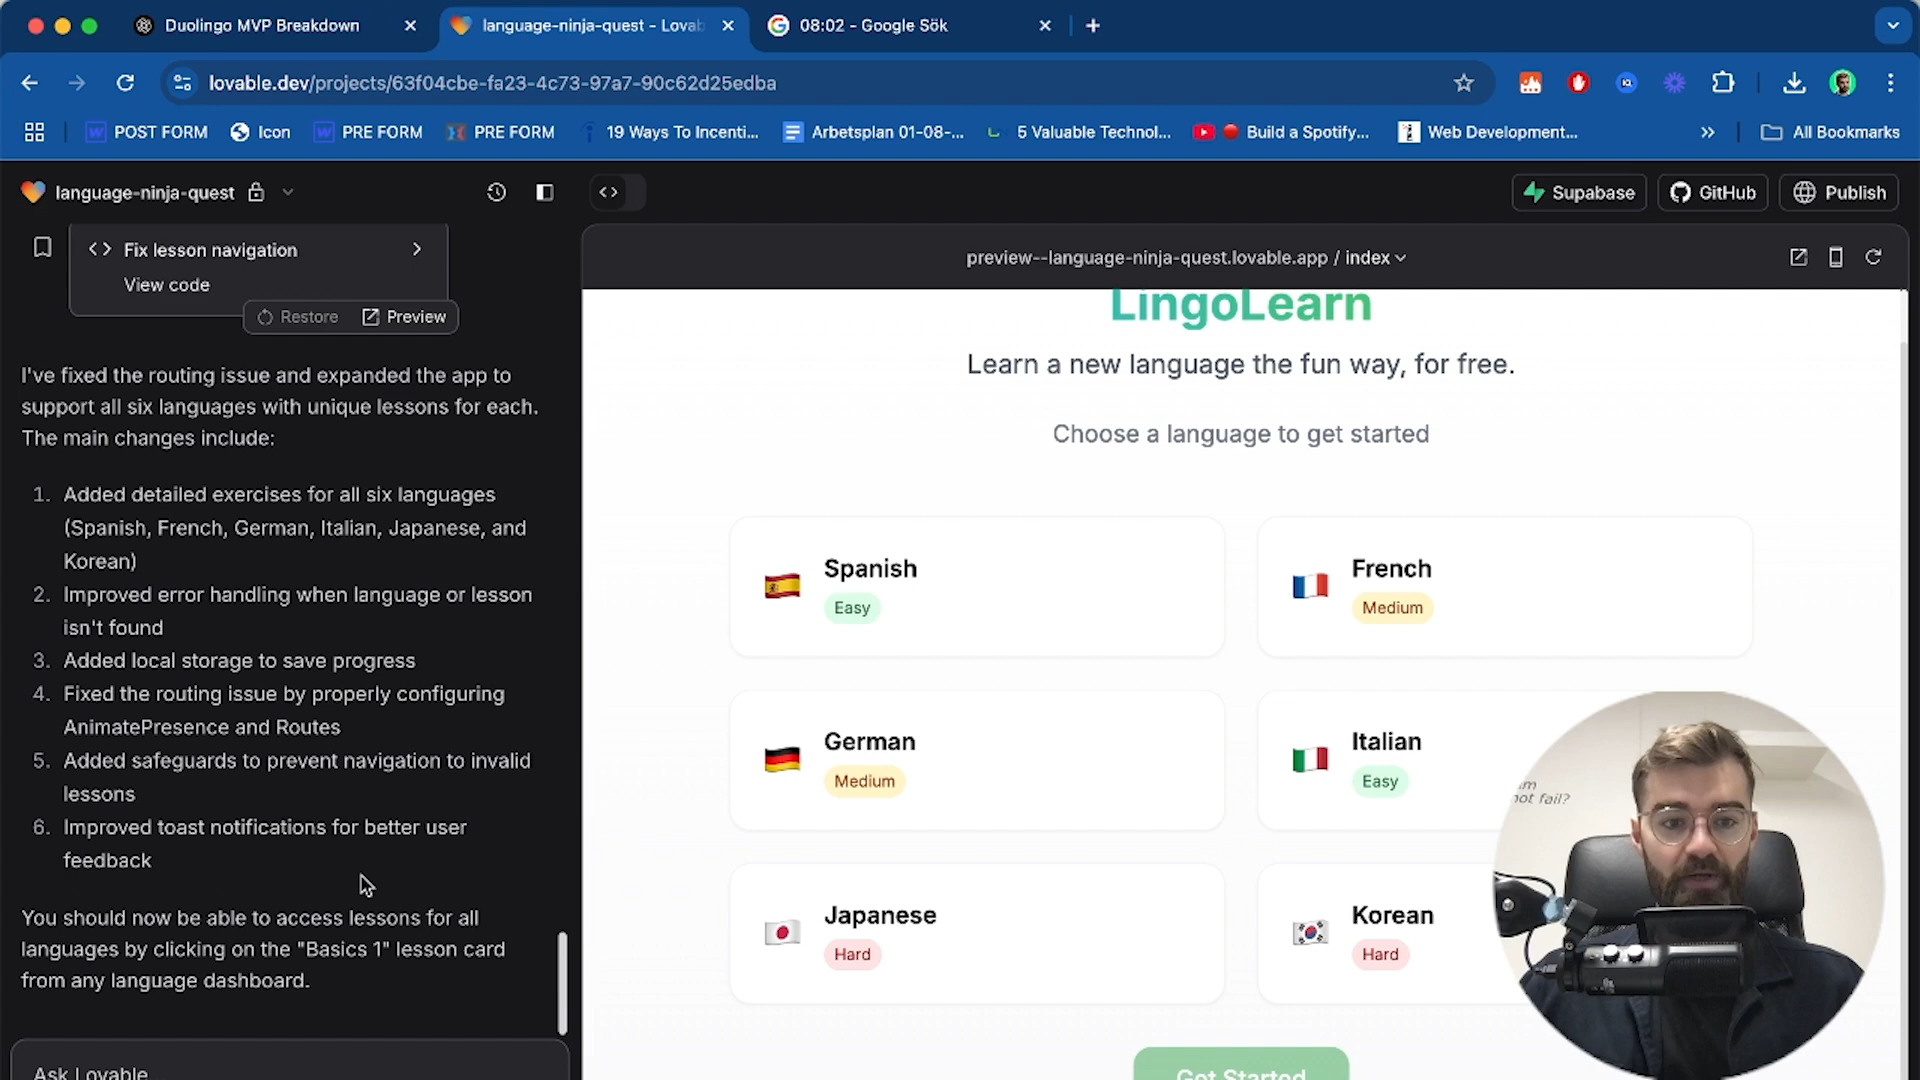 Duolingo MVP Breakdown
language-ninja-quest - Lovab
08:02 - Google Sök
lovable.dev/projects/63f04cbe-fa23-4c73-97a7-90c62d25edba
POST FORM
Icon
PRE FORM
PRE FORM
19 Ways To Incenti...
Arbetsplan 01-08-...
5 Valuable Technol...
Build a Spotify...
Web Development...
All Bookmarks
language-ninja-quest
Supabase
GitHub
Publish
Fix lesson navigation
View code
Restore
Preview
I've fixed the routing issue and expanded the app to
support all six languages with unique lessons for each.
The main changes include:
1. Added detailed exercises for all six languages
(Spanish, French, German, Italian, Japanese, and
Korean)
2. Improved error handling when language or lesson
isn't found
3. Added local storage to save progress
4. Fixed the routing issue by properly configuring
AnimatePresence and Routes
5. Added safeguards to prevent navigation to invalid
lessons
6. Improved toast notifications for better user
feedback
You should now be able to access lessons for all
languages by clicking on the "Basics 1" lesson card
from any language dashboard.
Ask Lovable
preview--language-ninja-quest.lovable.app / index
LingoLearn
Learn a new language the fun way, for free.
Choose a language to get started
Spanish
Easy
French
Medium
German
Medium
Italian
Easy
Japanese
Hard
Korean
Hard
Get Started
not fail?